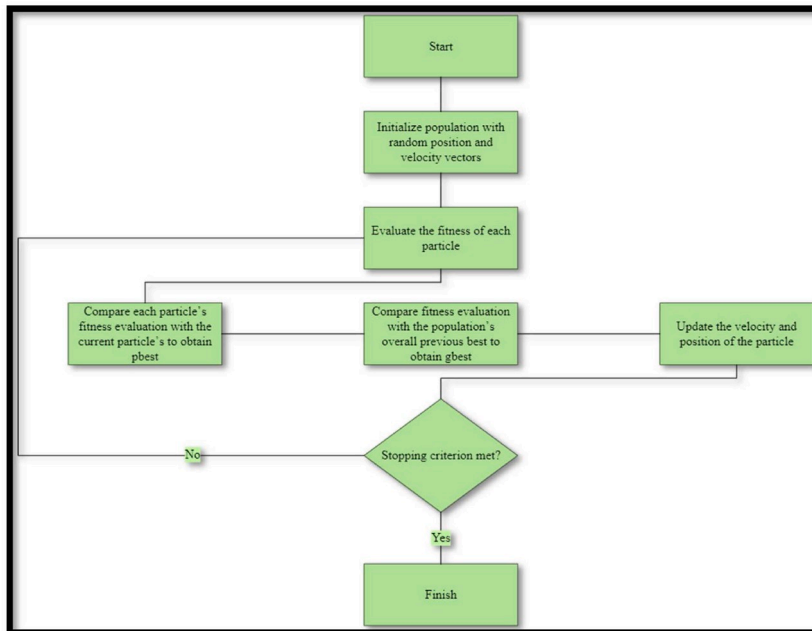 Start
Initialize population with
random position and
velocity vectors
Evaluate the fitness of each
particle
Compare each particle's
fitness evaluation with the
current particle's to obtain
pbest
Compare fitness evaluation
with the population's
overall previous best to
obtain gbest
Update the velocity and
position of the particle
Stopping criterion met?
No
Yes
Finish